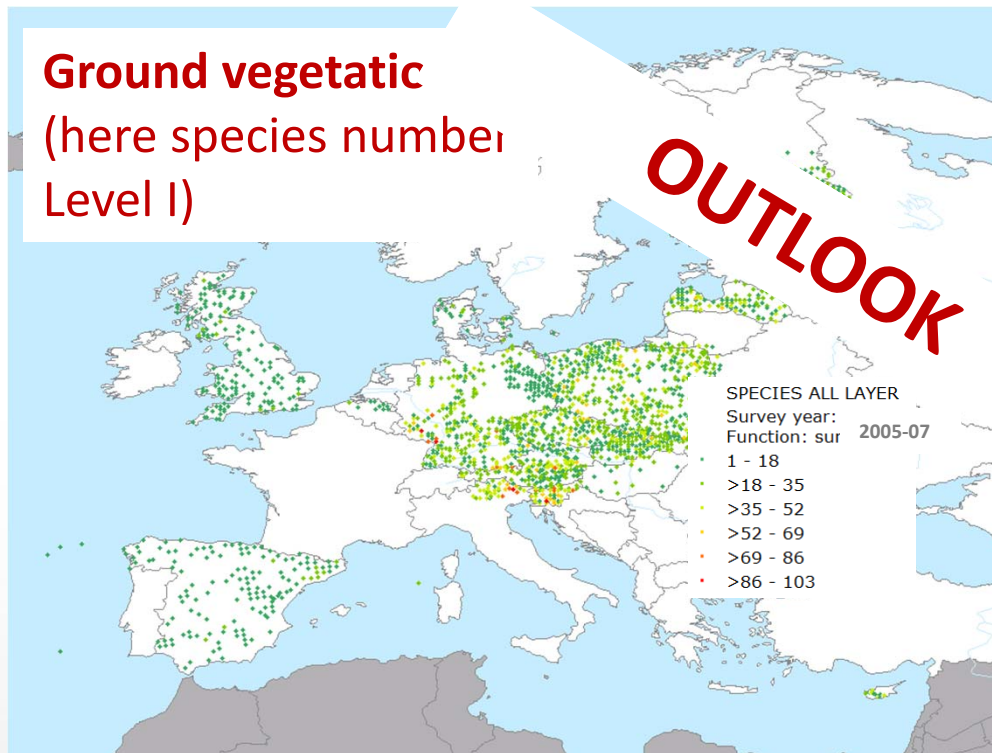 Ground vegetatic
(here species number
Level I)
OUTLOOK
SPECIES ALL LAYER
Survey year:
2005-07
Function: sur
1 - 18
>18 - 35
>35 - 52
>52 - 69
>69 - 86
>86 - 103